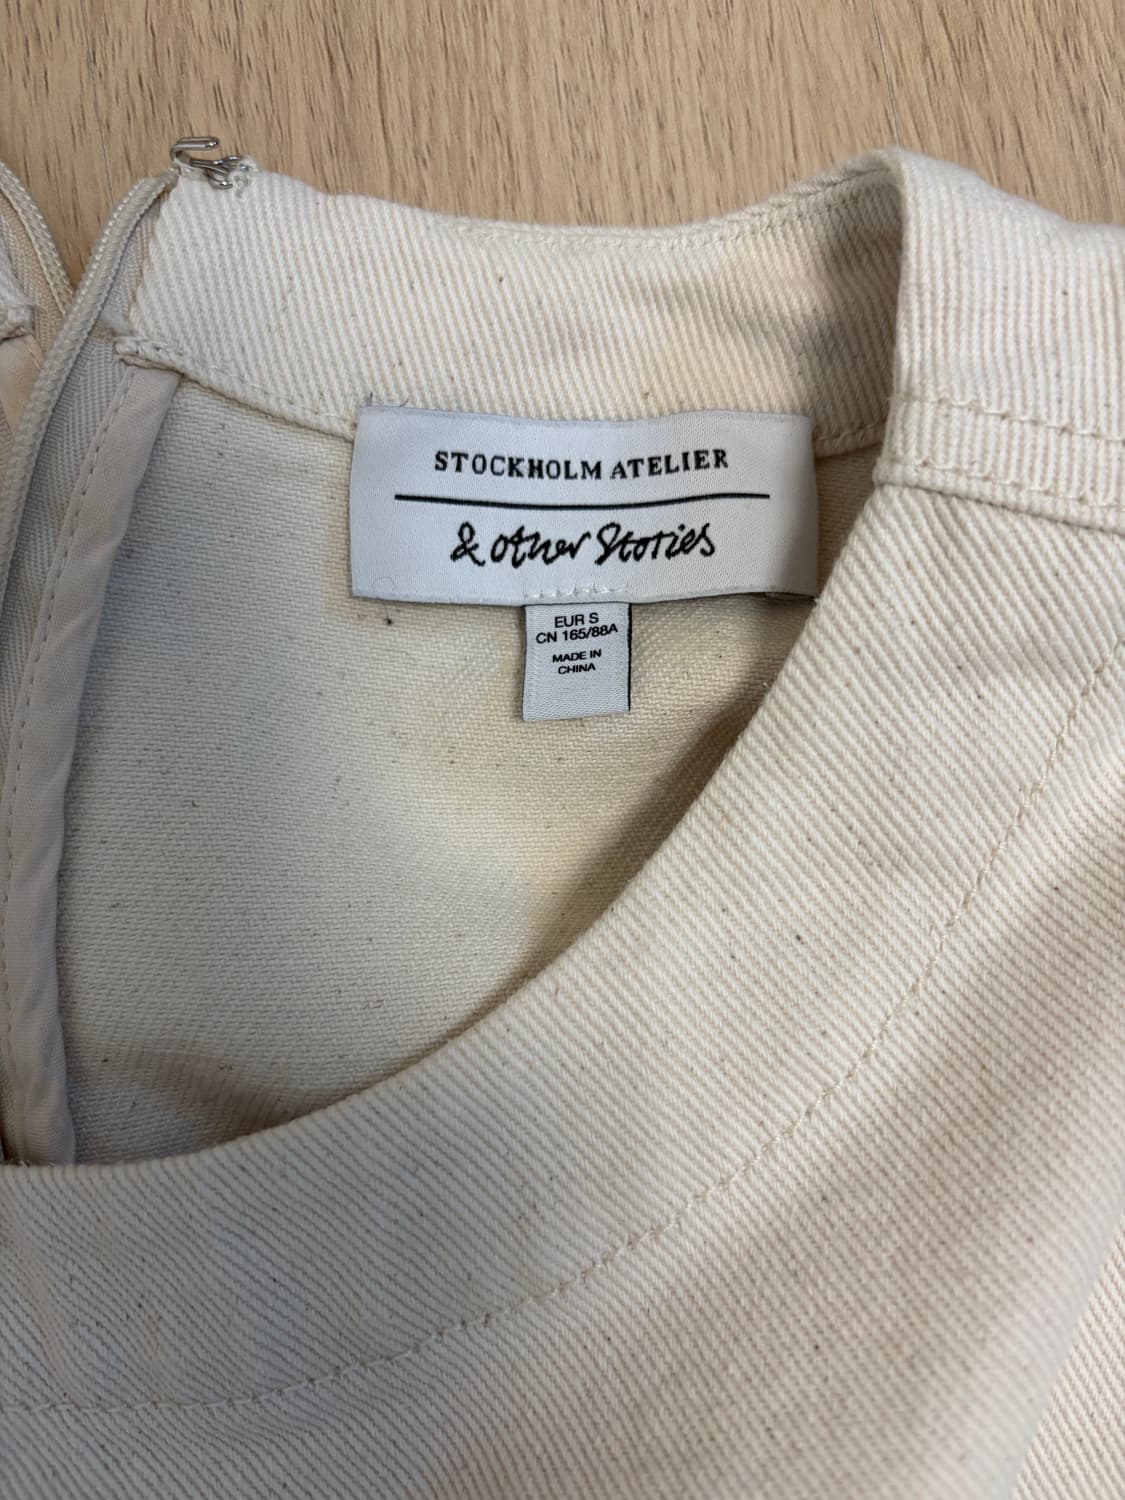 STOCKHOLM ATELIER
& other Stories
EUR S
CN 165/88A
MADE IN
CHINA